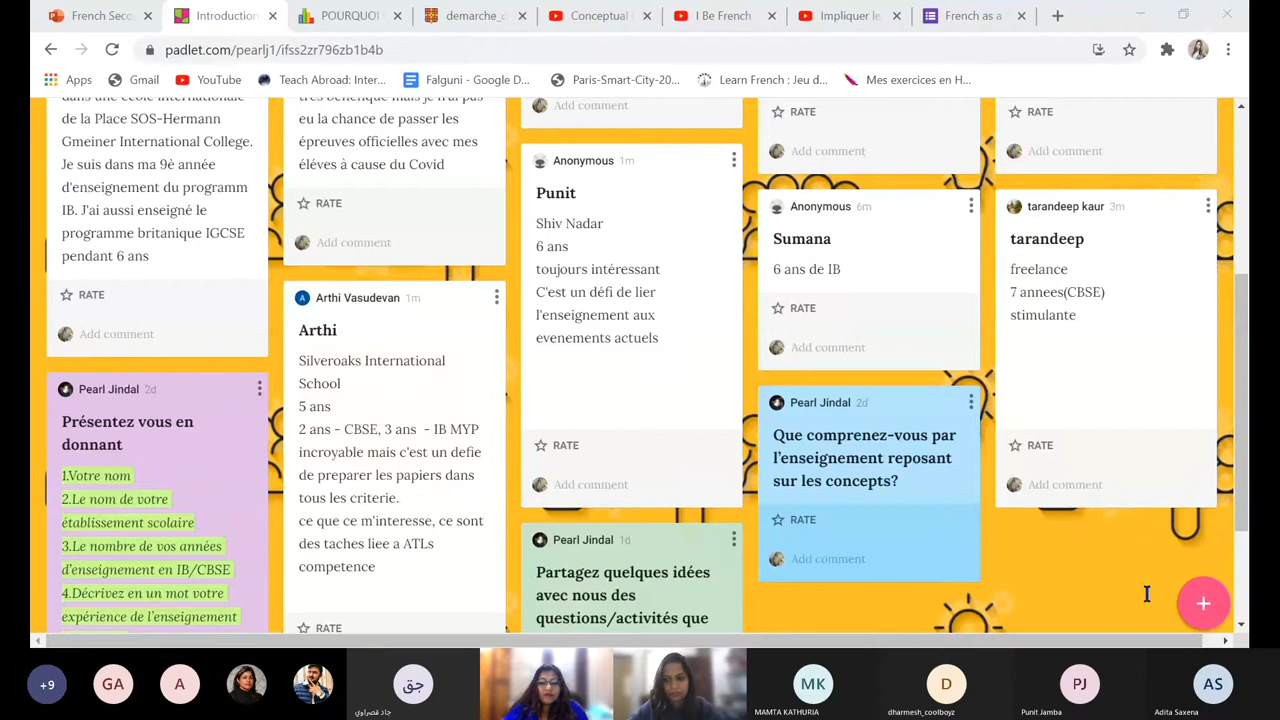 French Seco
Introduction
POURQUOI
demarche_c
Conceptual
I Be French
Impliquer le
French as a
padlet.com/pearlj1/ifss2zr796zb1b4b
Apps
Gmail
YouTube
Teach Abroad: Inter...
Falguni - Google D...
Paris-Smart-City-20...
Learn French : Jeu d...
Mes exercices en H...
dans une école internationale
de la Place SOS-Hermann
Gmeiner International College.
Je suis dans ma 9è année
d'enseignement du programm
IB. J'ai aussi enseigné le
programme britanique IGCSE
pendant 6 ans
RATE
Add comment
Pearl Jindal 2d
Présentez vous en
donnant
1.Votre nom
2.Le nom de votre
établissement scolaire
3.Le nombre de vos années
d'enseignement en IB/CBSE
4.Décrivez en un mot votre
expérience de l'enseignement
très bénéfique mais je n'ai pas
eu la chance de passer les
épreuves officielles avec mes
éléves à cause du Covid
RATE
Add comment
A
Arthi Vasudevan 1m
Arthi
Silveroaks International
School
5 ans
2 ans - CBSE, 3 ans - IB MYP
incroyable mais c'est un defie
de preparer les papiers dans
tous les criterie.
ce que ce m'interesse, ce sont
des taches liee a ATLs
competence
RATE
Add comment
Anonymous 1m
Punit
Shiv Nadar
6 ans
toujours intéressant
C'est un défi de lier
l'enseignement aux
evenements actuels
RATE
Add comment
Pearl Jindal 1d
Partagez quelques idées
avec nous des
questions/activités que
RATE
Add comment
Anonymous 6m
Sumana
6 ans de IB
RATE
Add comment
Pearl Jindal 2d
Que comprenez-vous par
l'enseignement reposant
sur les concepts?
RATE
Add comment
RATE
Add comment
tarandeep kaur 3m
tarandeep
freelance
7 annees(CBSE)
stimulante
RATE
Add comment
+9
GA
A
جق
جاد قصراوي
MK
MAMTA KATHURIA
D
dharmesh_coolboyz
PJ
Punit Jamba
AS
Adita Saxena